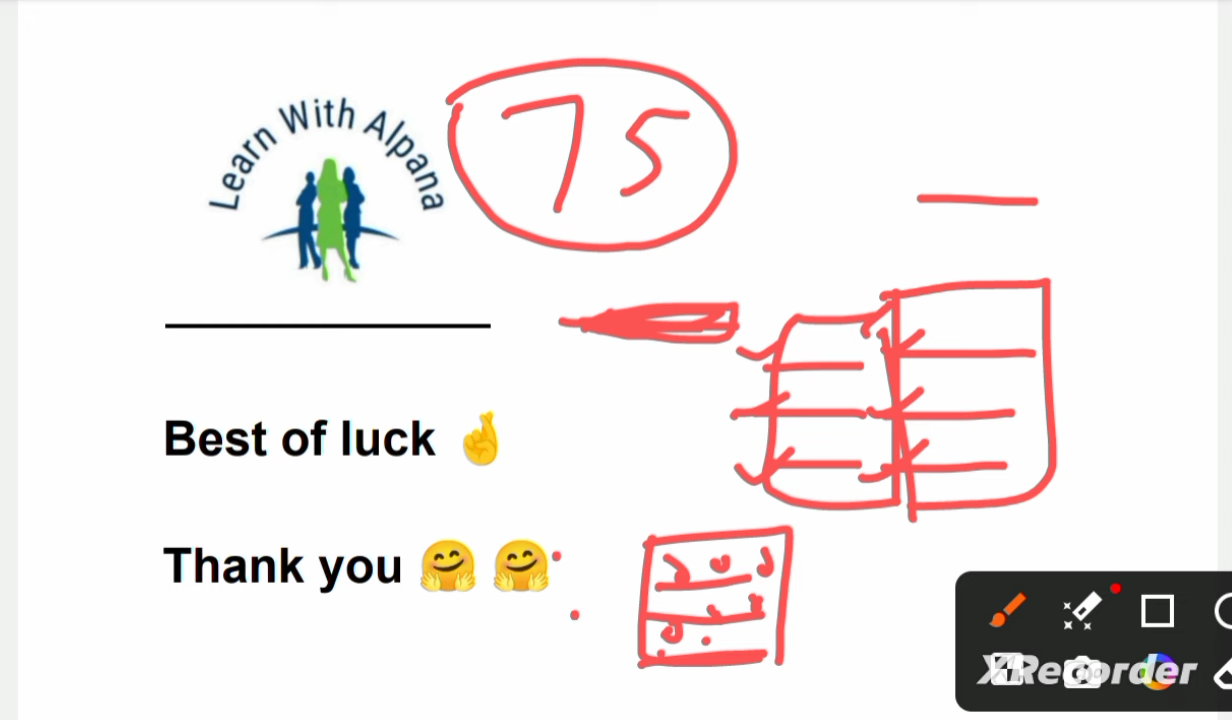 Learn With Alpana
75
Best of luck 🤞
Thank you 🤗 🤗
XRecorder